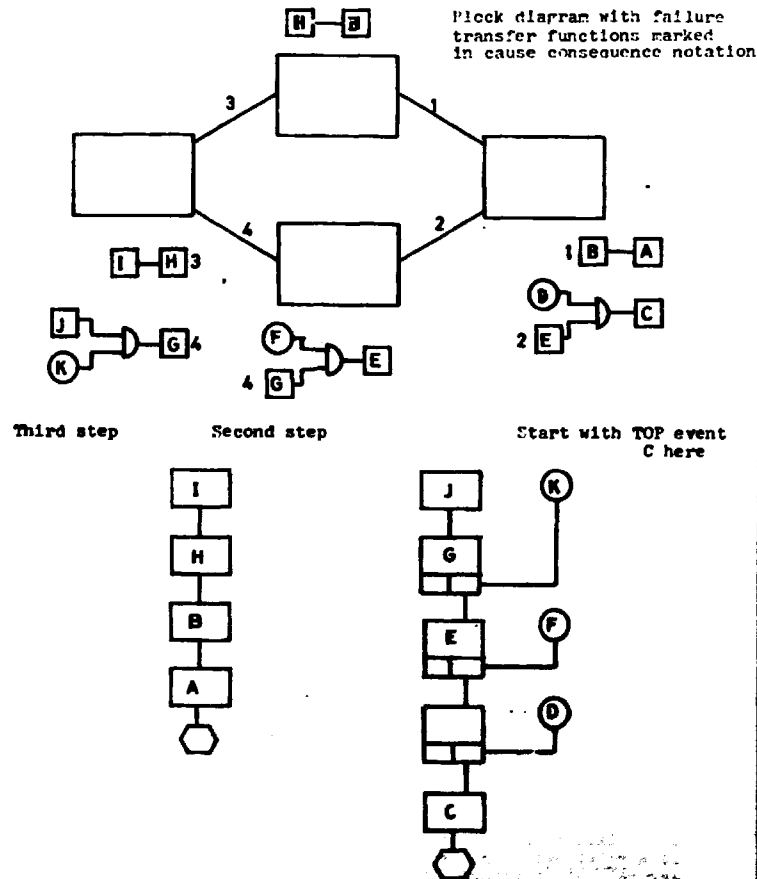 H B
Block diagram with failure
transfer functions marked
in cause consequence notation
3 1
4 2
I H 3
1 B A
J K G 4
F 4 G E
D 2 E C
Third step Second step Start with TOP event
C here
I J K
H G
B E F
A D
C